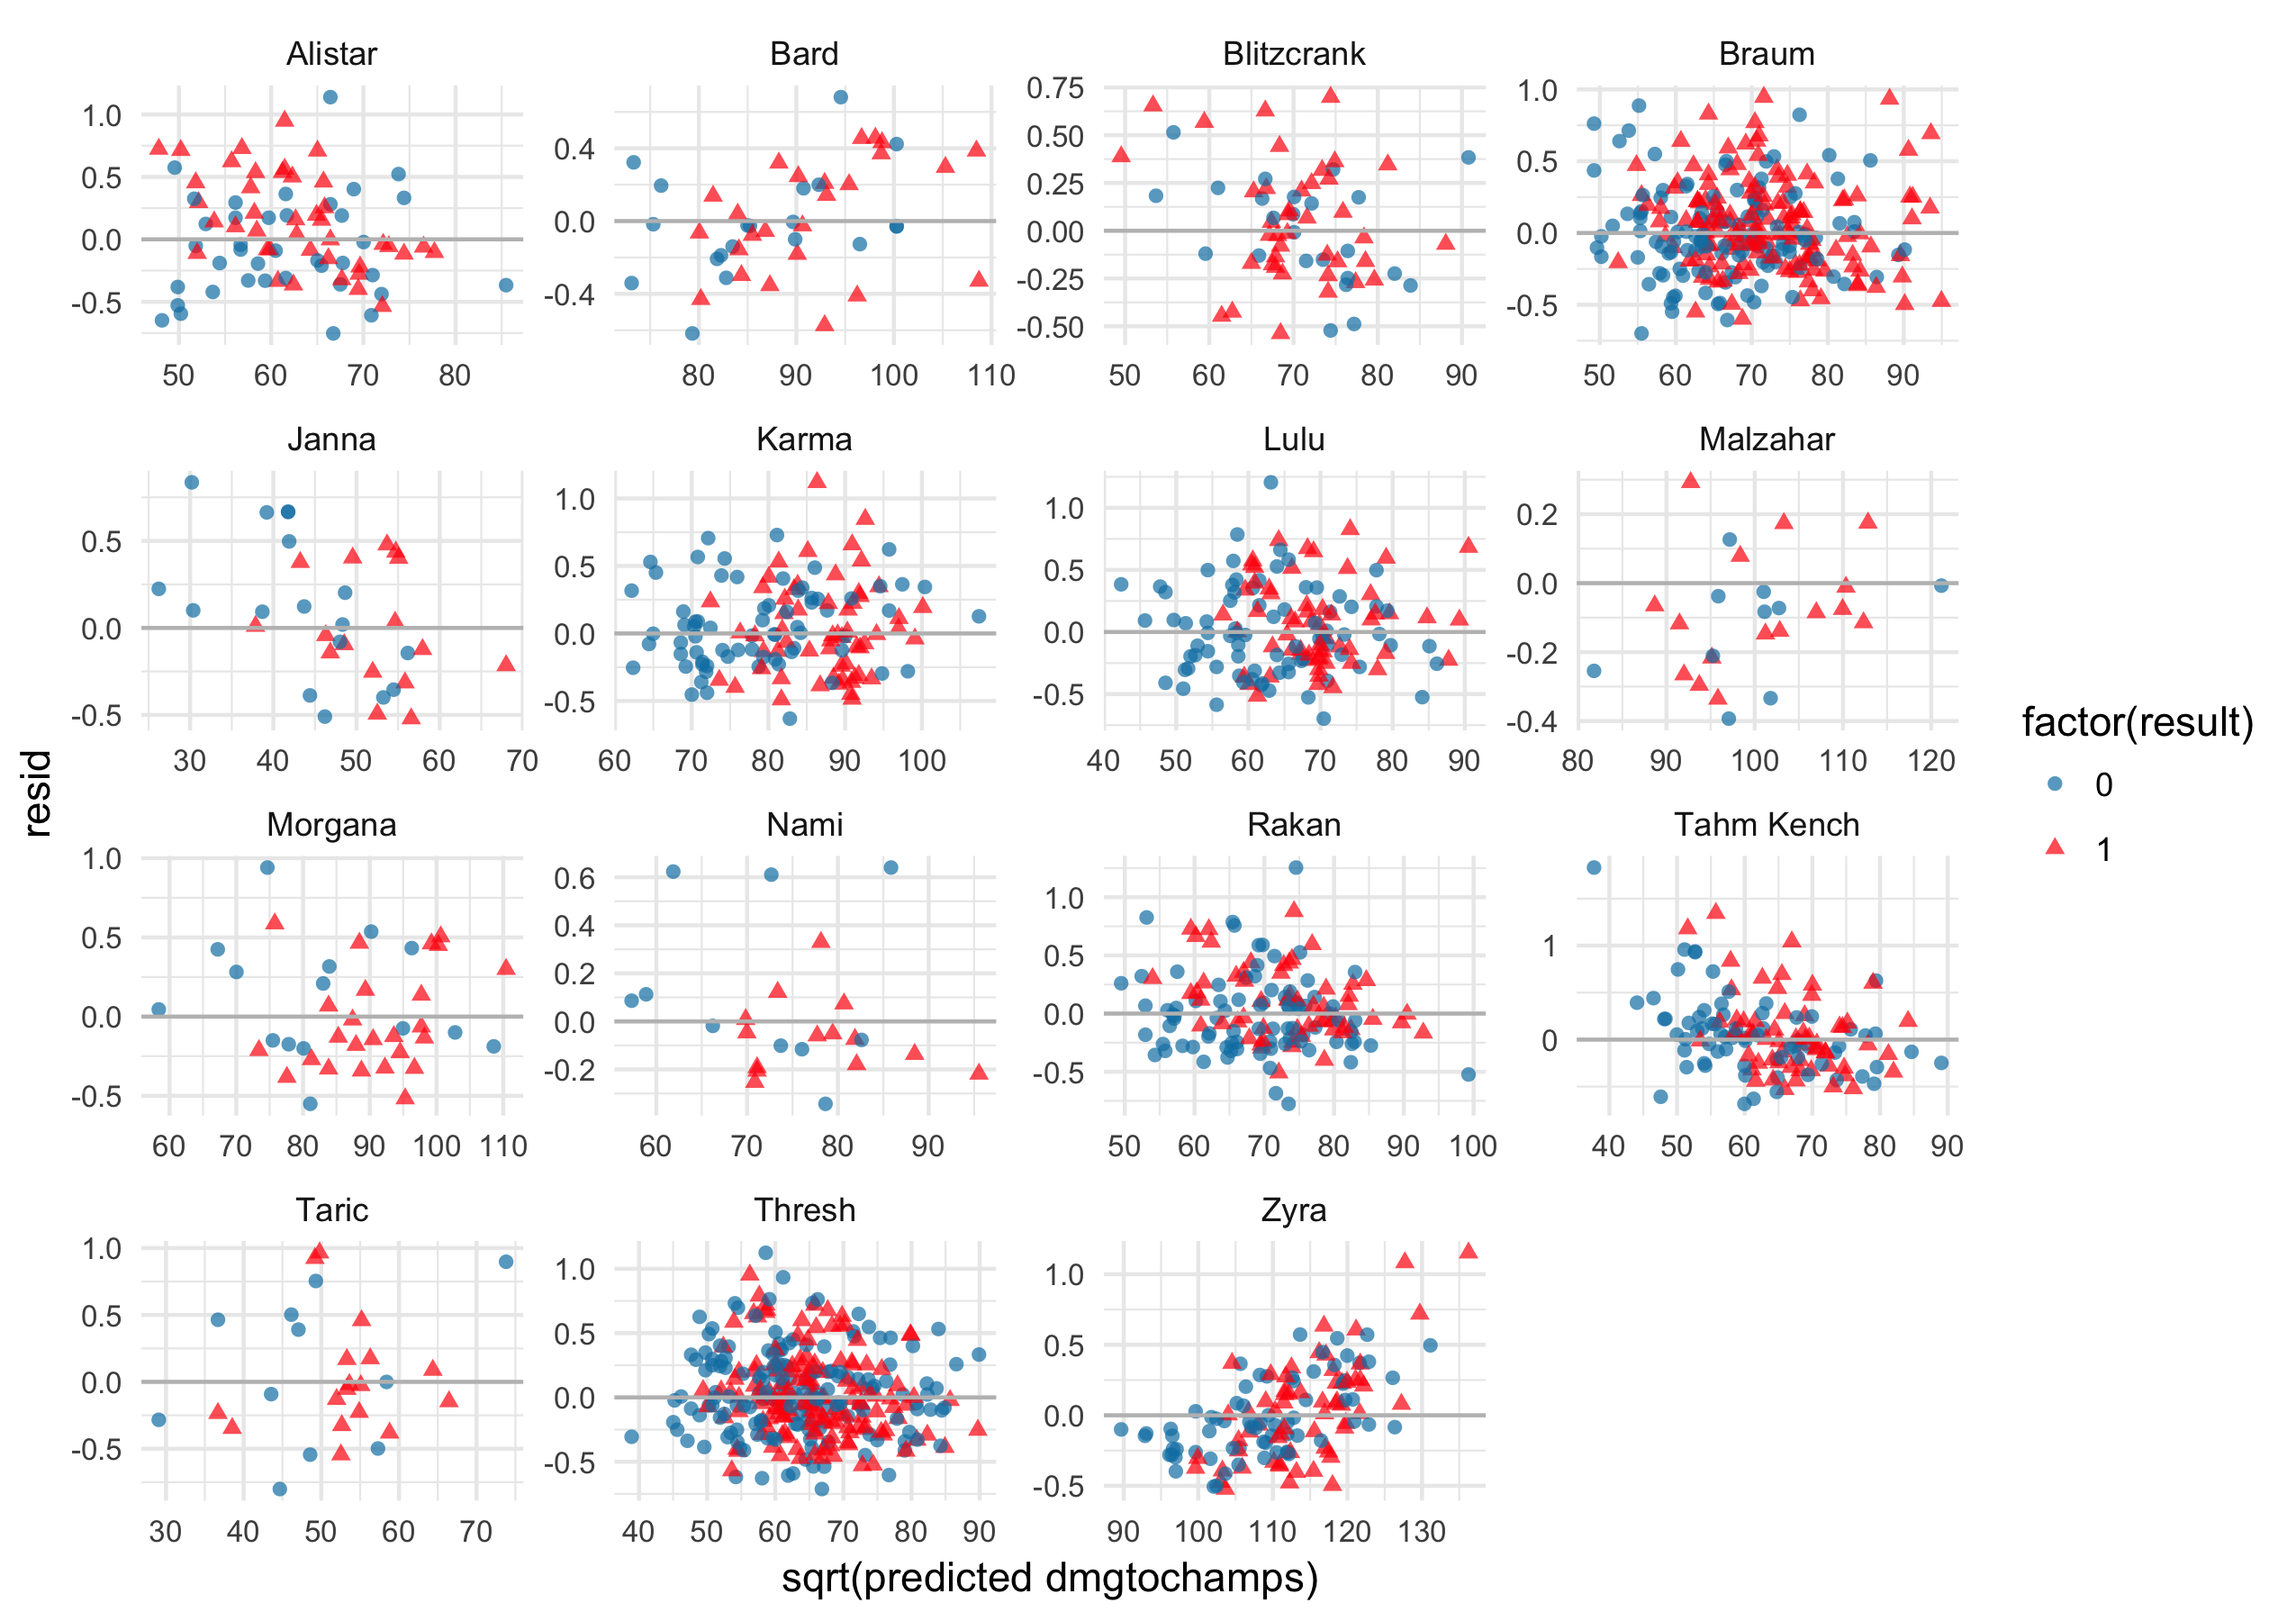 Alistar Bard Blitzcrank Braum
1.0 0.5 0.0 -0.5
0.4 0.0 -0.4
0.75 0.50 0.25 0.00 -0.25 -0.50
1.0 0.5 0.0 -0.5
50 60 70 80
80 90 100 110
50 60 70 80 90
50 60 70 80 90
Janna Karma Lulu Malzahar
0.5 0.0 -0.5
1.0 0.5 0.0 -0.5
1.0 0.5 0.0 -0.5
0.2 0.0 -0.2 -0.4
30 40 50 60 70
60 70 80 90 100
40 50 60 70 80 90
80 90 100 110 120
Morgana Nami Rakan Tahm Kench
1.0 0.5 0.0 -0.5
0.6 0.4 0.2 0.0 -0.2
1.0 0.5 0.0 -0.5
1 0
60 70 80 90 100 110
60 70 80 90
50 60 70 80 90 100
40 50 60 70 80 90
Taric Thresh Zyra
1.0 0.5 0.0 -0.5
1.0 0.5 0.0 -0.5
1.0 0.5 0.0 -0.5
30 40 50 60 70
40 50 60 70 80 90
90 100 110 120 130
resid
sqrt(predicted dmgtochamps)
factor(result)
0
1